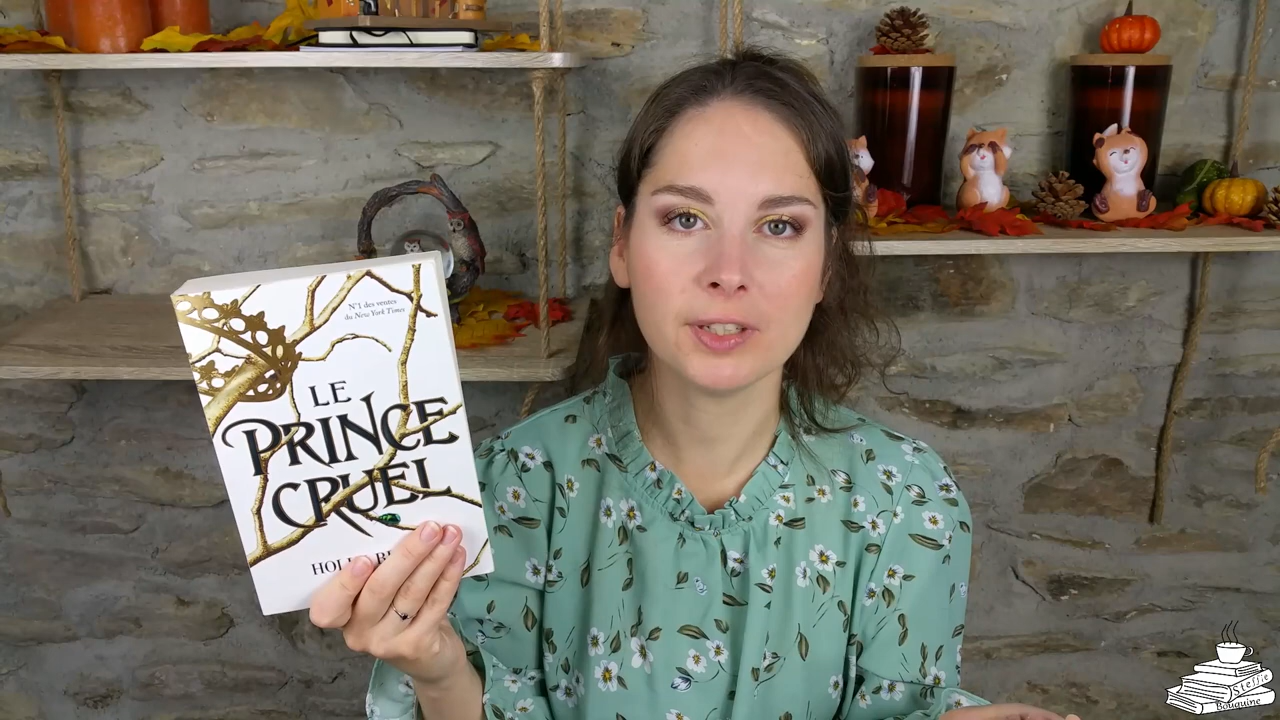 N°1 des ventes
du New York Times
LE
PRINCE
CRUEL
Steffie
Bouquine